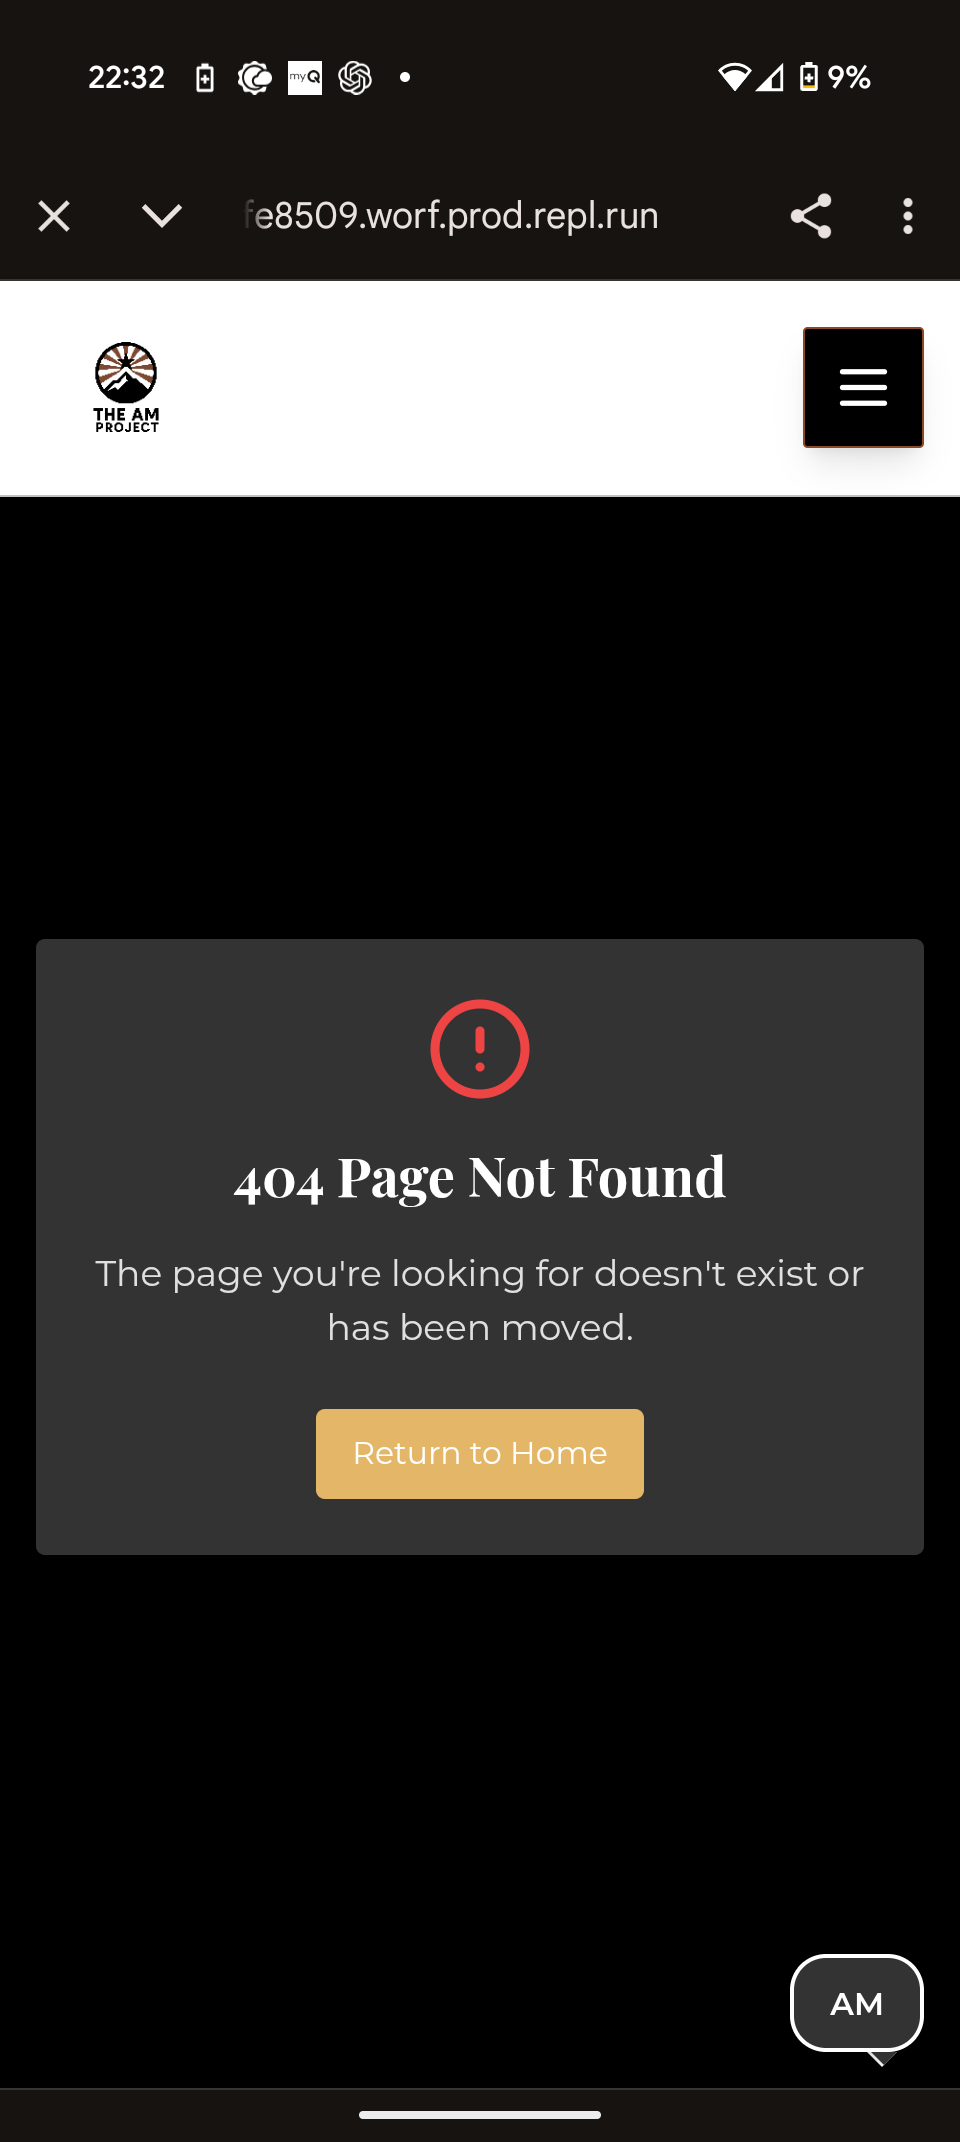 22:32
myQ
9%
fe8509.worf.prod.repl.run
THE AM
PROJECT
404 Page Not Found
The page you're looking for doesn't exist or
has been moved.
Return to Home
AM